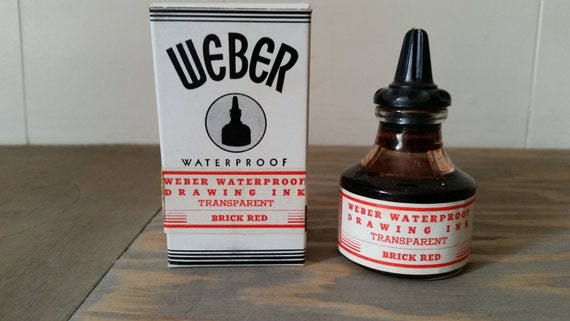 WEBER
WATERPROOF
WEBER WATERPROOF
DRAWING INK
TRANSPARENT
BRICK RED
WEBER WATERPROOF
DRAWING INK
TRANSPARENT
BRICK RED